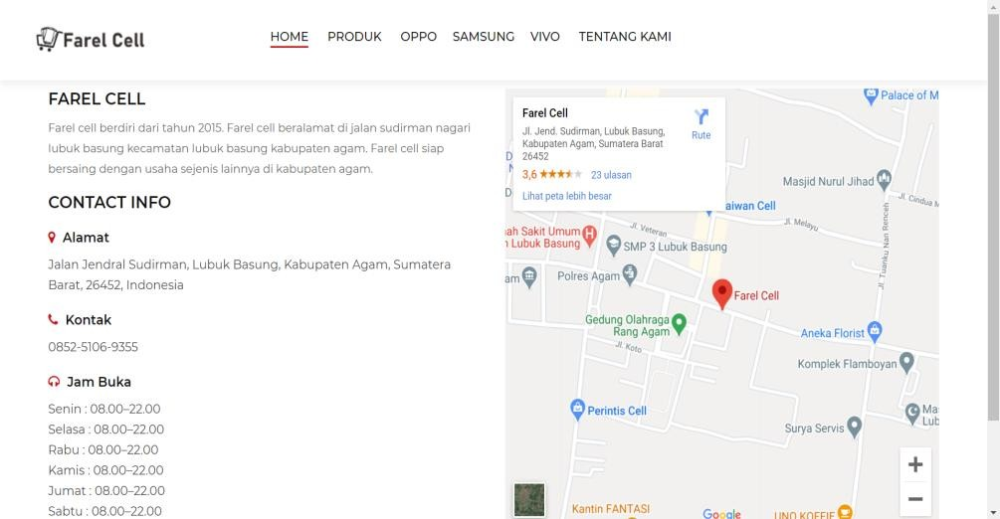 Farel Cell
HOME PRODUK OPPO SAMSUNG VIVO TENTANG KAMI
FAREL CELL
Farel cell berdiri dari tahun 2015. Farel cell beralamat di jalan sudirman nagari
lubuk basung kecamatan lubuk basung kabupaten agam. Farel cell siap
bersaing dengan usaha sejenis lainnya di kabupaten agam.
CONTACT INFO
Alamat
Jalan Jendral Sudirman, Lubuk Basung, Kabupaten Agam, Sumatera
Barat, 26452, Indonesia
Kontak
0852-5106-9355
Jam Buka
Senin : 08.00–22.00
Selasa : 08.00–22.00
Rabu : 08.00–22.00
Kamis : 08.00–22.00
Jumat : 08.00–22.00
Sabtu : 08.00–22.00
Farel Cell
Jl. Jend. Sudirman, Lubuk Basung,
Kabupaten Agam, Sumatera Barat
26452
Rute
3,6 23 ulasan
Lihat peta lebih besar
Palace of M
Masjid Nurul Jihad
Jl. Cindua M
aiwan Cell
Jl. Melayu
Jl. Veteran
Jl. Tuanku Nan Renceh
ah Sakit Umum
Lubuk Basung
SMP 3 Lubuk Basung
am
Polres Agam
Farel Cell
Gedung Olahraga
Rang Agam
Jl. Koto
Aneka Florist
Komplek Flamboyan
Perintis Cell
Surya Servis
Mas
Lub
Kantin FANTASI
Google
UNO KOFFIE